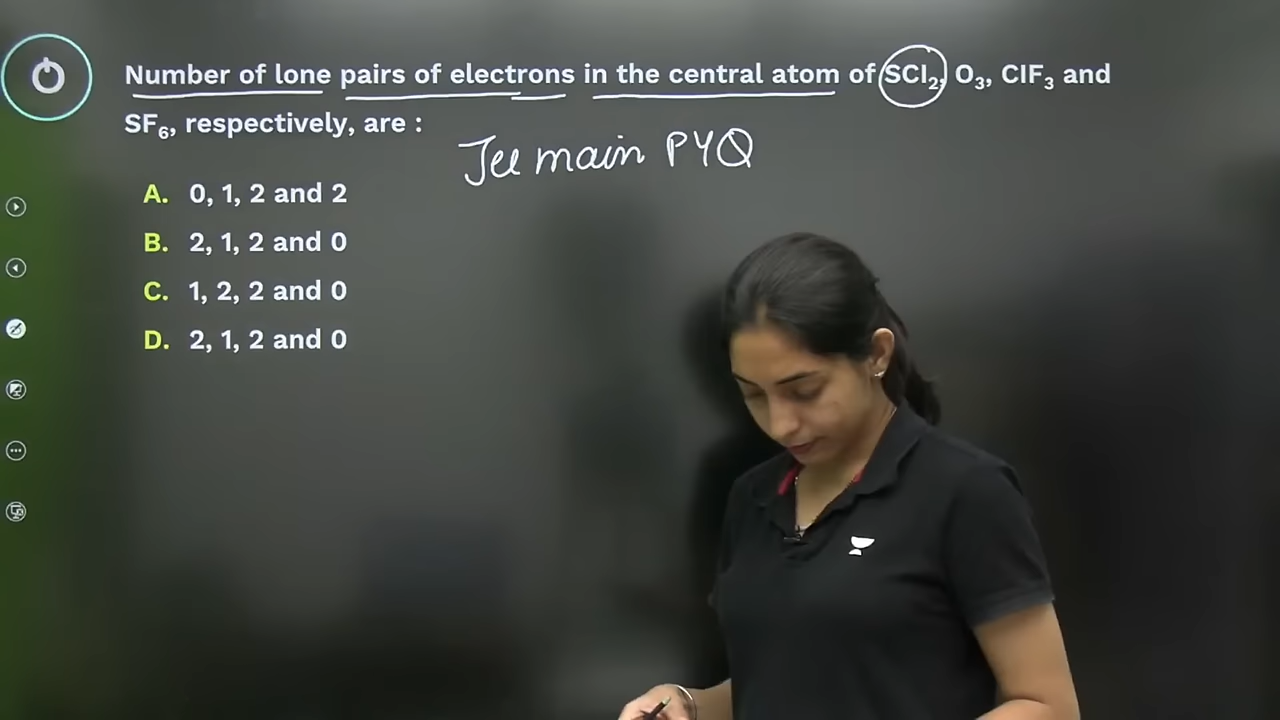 Number of lone pairs of electrons in the central atom of SCl₂, O₃, ClF₃ and
SF₆, respectively, are :
Jee main PYQ
A. 0, 1, 2 and 2
B. 2, 1, 2 and 0
C. 1, 2, 2 and 0
D. 2, 1, 2 and 0